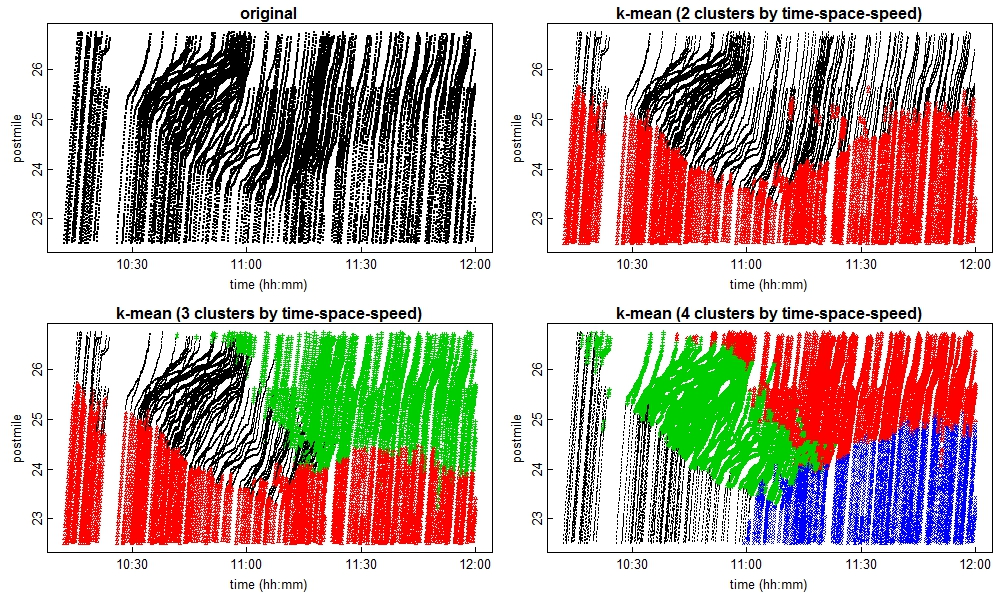 original
postmile
26
25
24
23
10:30 11:00 11:30 12:00
time (hh:mm)
k-mean (2 clusters by time-space-speed)
postmile
26
25
24
23
10:30 11:00 11:30 12:00
time (hh:mm)
k-mean (3 clusters by time-space-speed)
postmile
26
25
24
23
10:30 11:00 11:30 12:00
time (hh:mm)
k-mean (4 clusters by time-space-speed)
postmile
26
25
24
23
10:30 11:00 11:30 12:00
time (hh:mm)